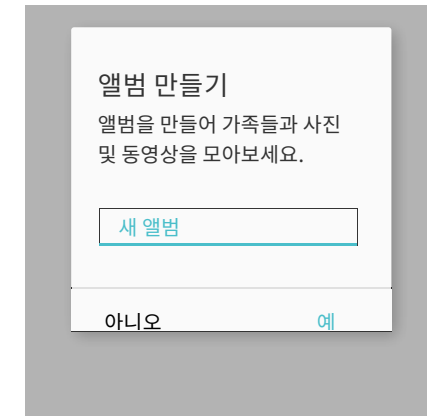 앨범 만들기
앨범을 만들어 가족들과 사진
및 동영상을 모아보세요.
새 앨범
아니오 예